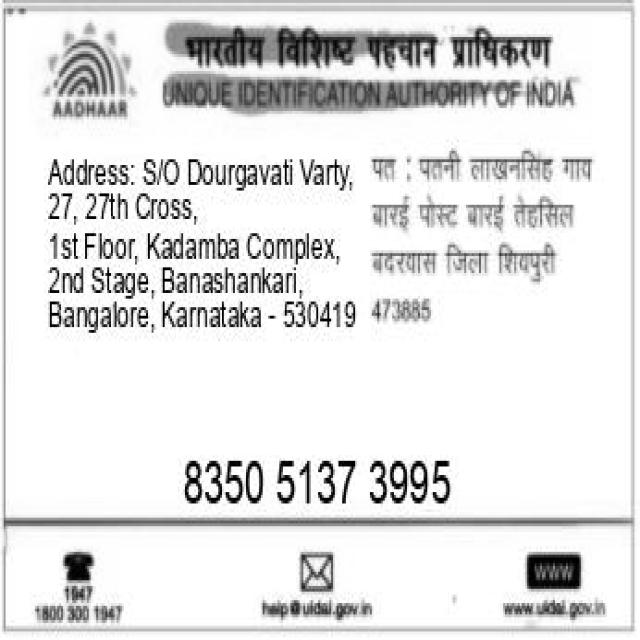 भारतीय विशिष्ट पहचान प्राधिकरण
AADHAAR
UNIQUE IDENTIFICATION AUTHORITY OF INDIA
Address: S/O Dourgavati Varty,
27, 27th Cross,
1st Floor, Kadamba Complex,
2nd Stage, Banashankari,
Bangalore, Karnataka - 530419
पत : पतनी लाखनसिंह गाय
बारई पोस्ट बारई तेहसिल
बदरवास जिला शिवपुरी
473885
8350 5137 3995
1947
1800 300 1947
help@uidai.gov.in
WWW
www.uidai.gov.in